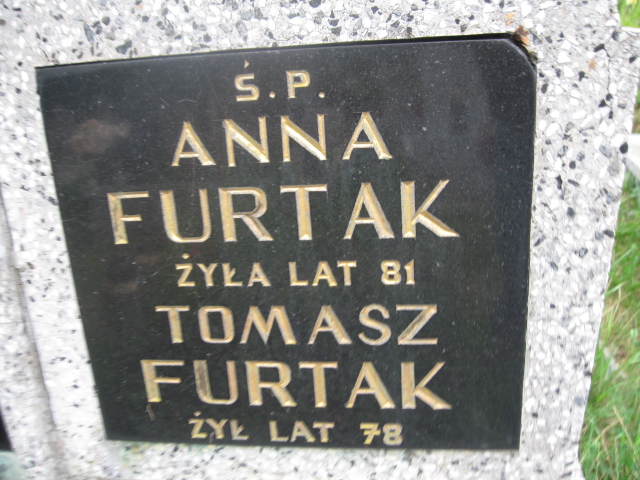 Ś.P.
ANNA
FURTAK
ŻYŁA LAT 81
TOMASZ
FURTAK
ŻYŁ LAT 78